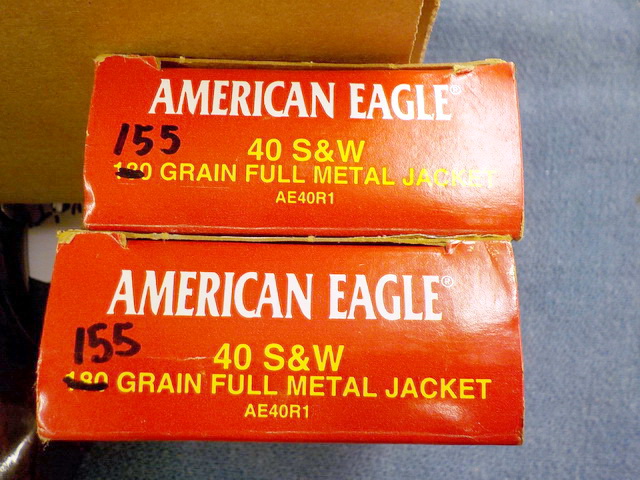 AMERICAN EAGLE®
155
40 S&W
180 GRAIN FULL METAL JACKET
AE40R1
AMERICAN EAGLE®
155
40 S&W
180 GRAIN FULL METAL JACKET
AE40R1